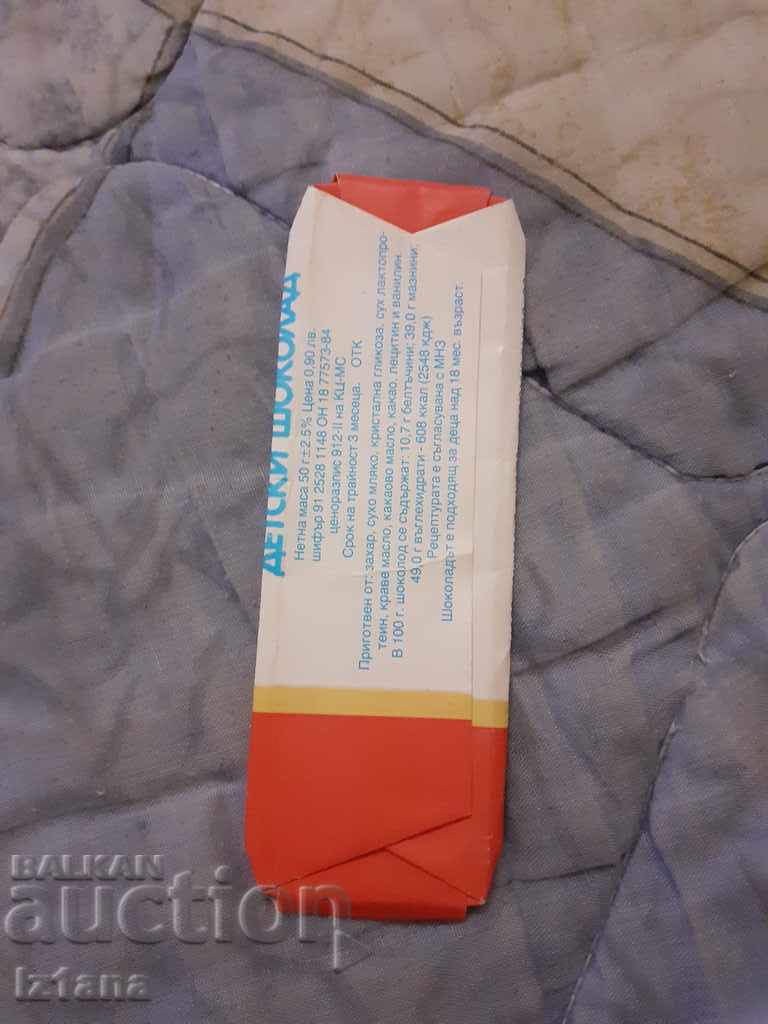 ДЕТСКИ ШОКОЛАД
Нетна маса 50 г±2.5% Цена 0,90 лв.
шифър 91 2528 1148 ОН 18 77573-84
ценоразпис 912-II на КЦ-МС
Срок на трайност 3 месеца. ОТК
Приготвен от: захар, сухо мляко, кристална гликоза, сух лактопро-
теин, краве масло, какаово масло, какао, лецитин и ванилин.
В 100 г. шоколод се съдържат: 10,7 г белтъчини; 39,0 г мазнини;
49,0 г въглехидрати - 608 ккал (2548 кдж)
Рецептурата е съгласувана с МНЗ
Шоколадът е подходящ за деца над 18 мес. възраст.
BALKAN
auction
iz1ana